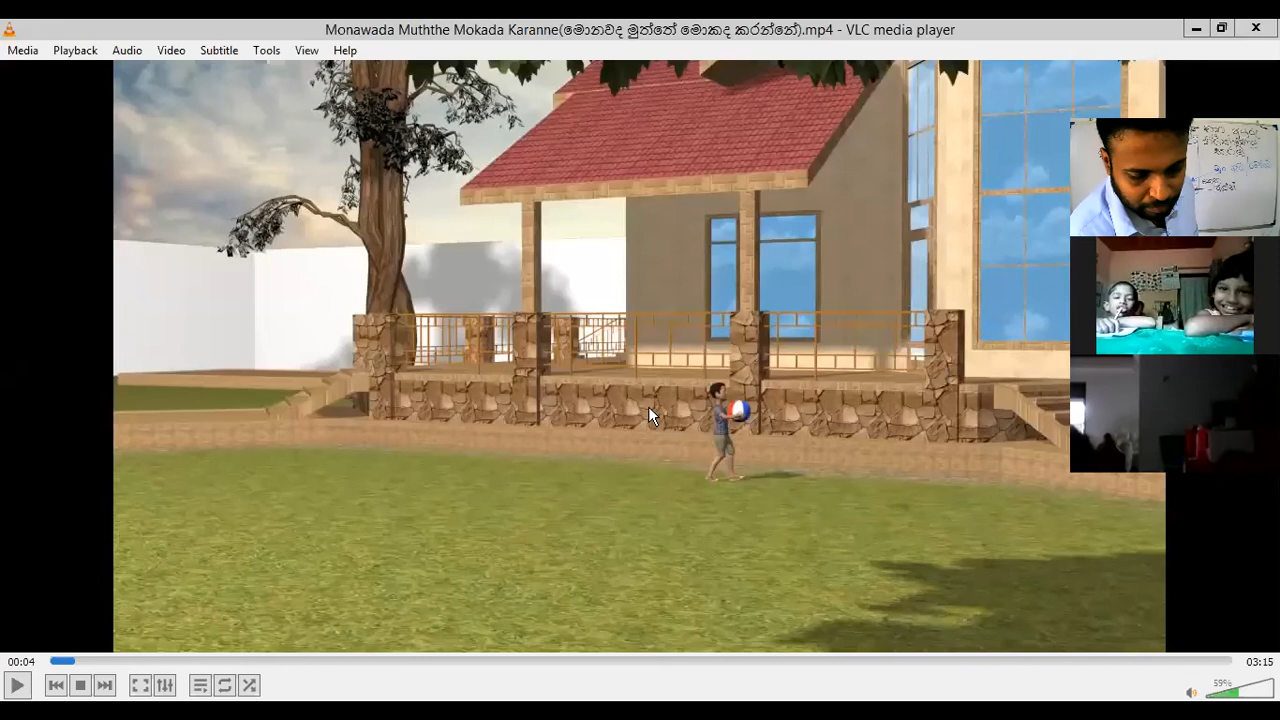 Monawada Muththe Mokada Karanne(මොනවද මුත්තේ මොකද කරන්නේ).mp4 - VLC media player
Media Playback Audio Video Subtitle Tools View Help
00:04
03:15
59%